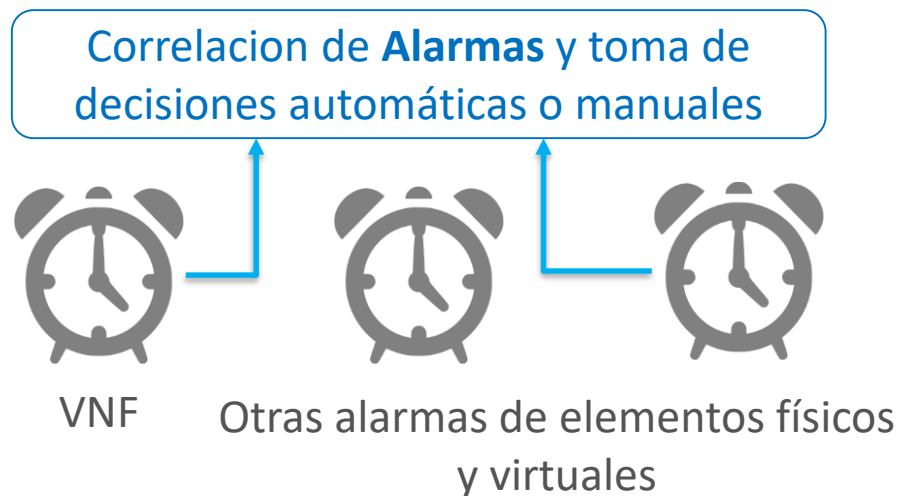 Correlacion de Alarmas y toma de
decisiones automáticas o manuales
VNF
Otras alarmas de elementos físicos
y virtuales